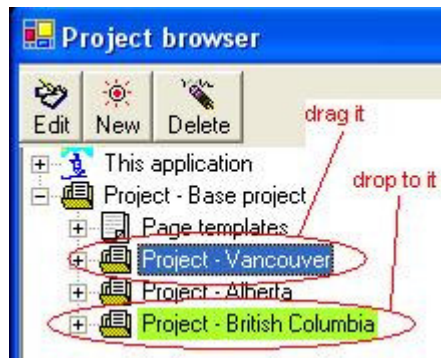 Project browser
Edit New Delete
drag it
This application
drop to it
Project - Base project
Page templates
Project - Vancouver
Project - Alberta
Project - British Columbia